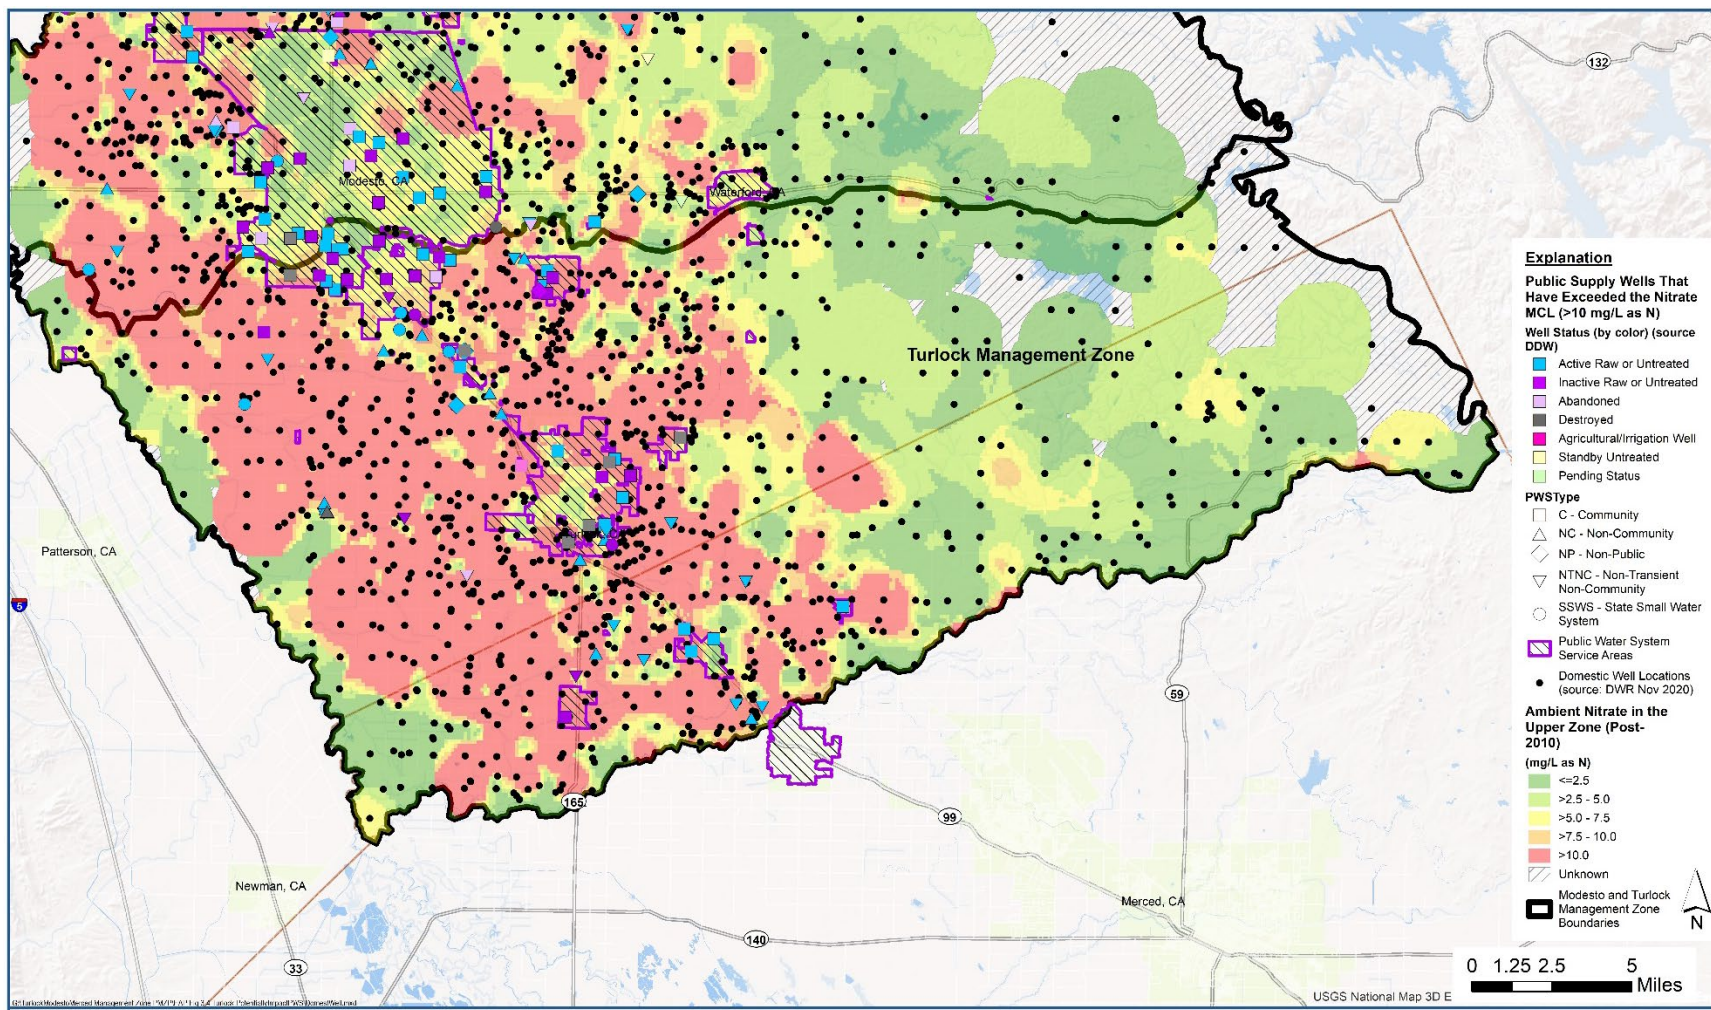 132
Modesto, CA
Turlock Management Zone
Patterson, CA
5
59
165
99
Newman, CA
Merced, CA
140
33
Explanation
Public Supply Wells That
Have Exceeded the Nitrate
MCL (>10 mg/L as N)
Well Status (by color) (source
DDW)
Active Raw or Untreated
Inactive Raw or Untreated
Abandoned
Destroyed
Agricultural/Irrigation Well
Standby Untreated
Pending Status
PWSType
C - Community
NC - Non-Community
NP - Non-Public
NTNC - Non-Transient
Non-Community
SSWS - State Small Water
System
Public Water System
Service Areas
Domestic Well Locations
(source: DWR Nov 2020)
Ambient Nitrate in the
Upper Zone (Post-
2010)
(mg/L as N)
<=2.5
>2.5 - 5.0
>5.0 - 7.5
>7.5 - 10.0
>10.0
Unknown
Modesto and Turlock
Management Zone
Boundaries
N
0 1.25 2.5 5
Miles
USGS National Map 3D E